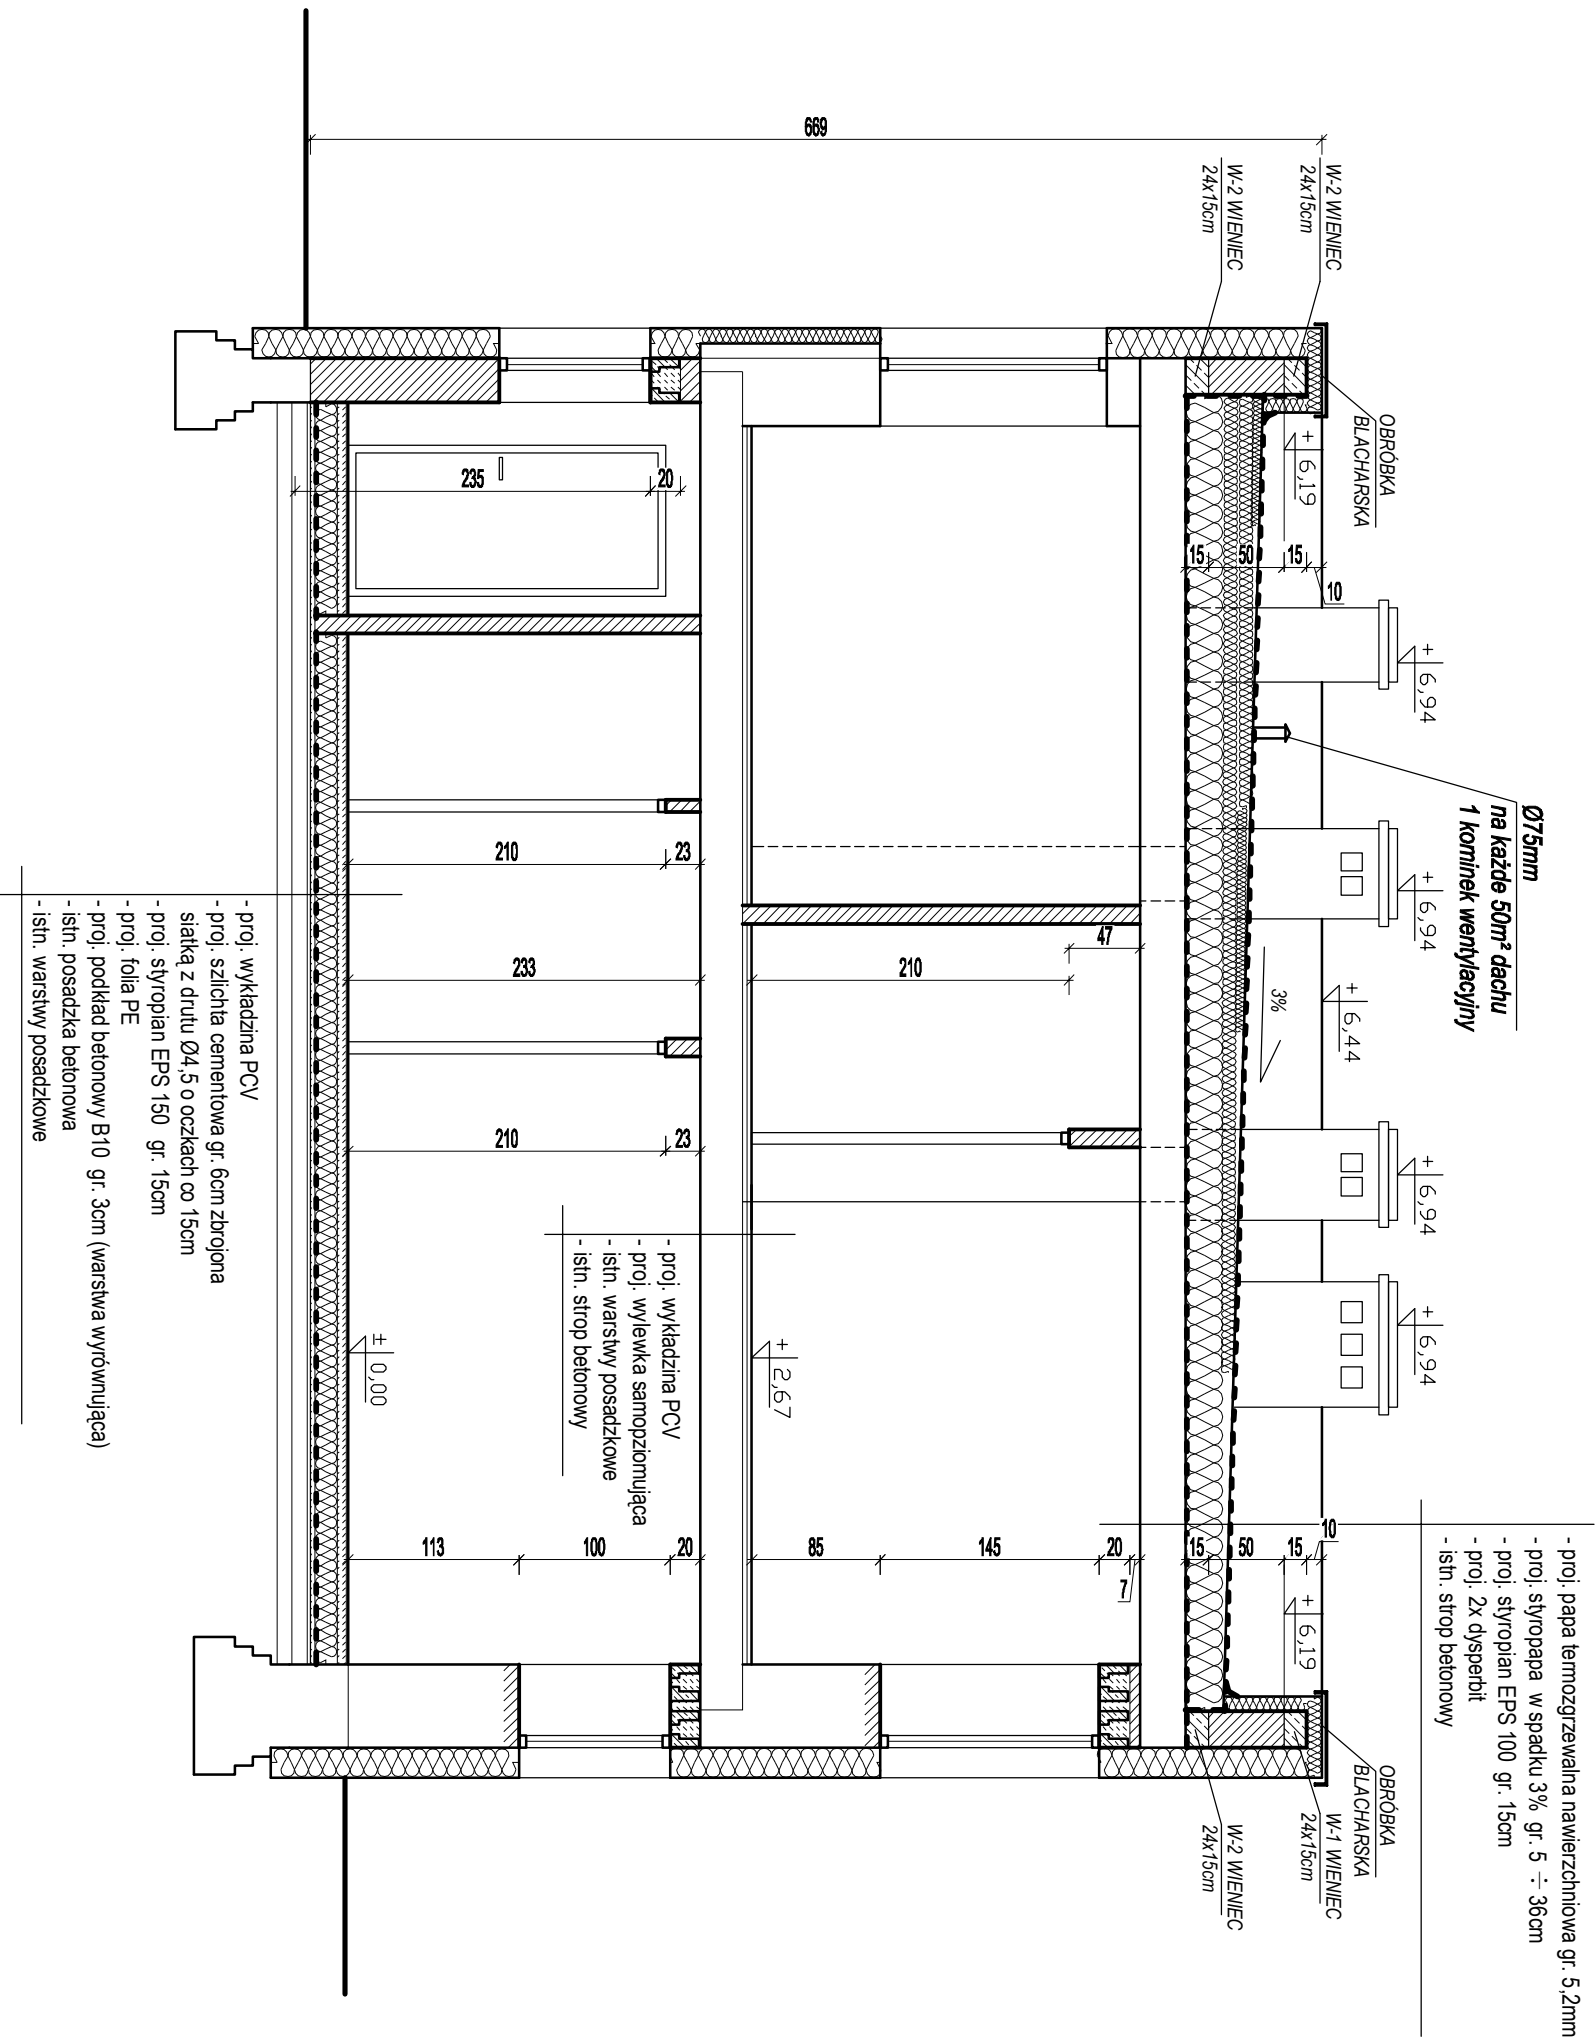 - proj. papa termozgrzewalna nawierzchniowa gr. 5,2mm
- proj. styropapa w spadku 3% gr. 5 ÷ 36cm
- proj. styropian EPS 100 gr. 15cm
- proj. 2x dysperbit
- istn. strop betonowy
Ø75mm
na każde 50m² dachu
1 kominek wentylacyjny
+ 6,94
+ 6,94
+ 6,94
+ 6,94
+ 6,44
3%
OBRÓBKA
BLACHARSKA
+ 6,19
W-2 WIENIEC
24x15cm
W-2 WIENIEC
24x15cm
10
15
50
15
10
15
50
15
+ 6,19
OBRÓBKA
BLACHARSKA
W-1 WIENIEC
24x15cm
W-2 WIENIEC
24x15cm
669
47
210
7
20
145
85
+ 2,67
- proj. wykładzina PCV
- proj. wylewka samopziomująca
- istn. warstwy posadzkowe
- istn. strop betonowy
20
235
23
210
233
23
210
20
100
113
± 0,00
- proj. wykładzina PCV
- proj. szlichta cementowa gr. 6cm zbrojona
siatką z drutu Ø4,5 o oczkach co 15cm
- proj. styropian EPS 150 gr. 15cm
- proj. folia PE
- proj. podkład betonowy B10 gr. 3cm (warstwa wyrównująca)
- istn. posadzka betonowa
- istn. warstwy posadzkowe